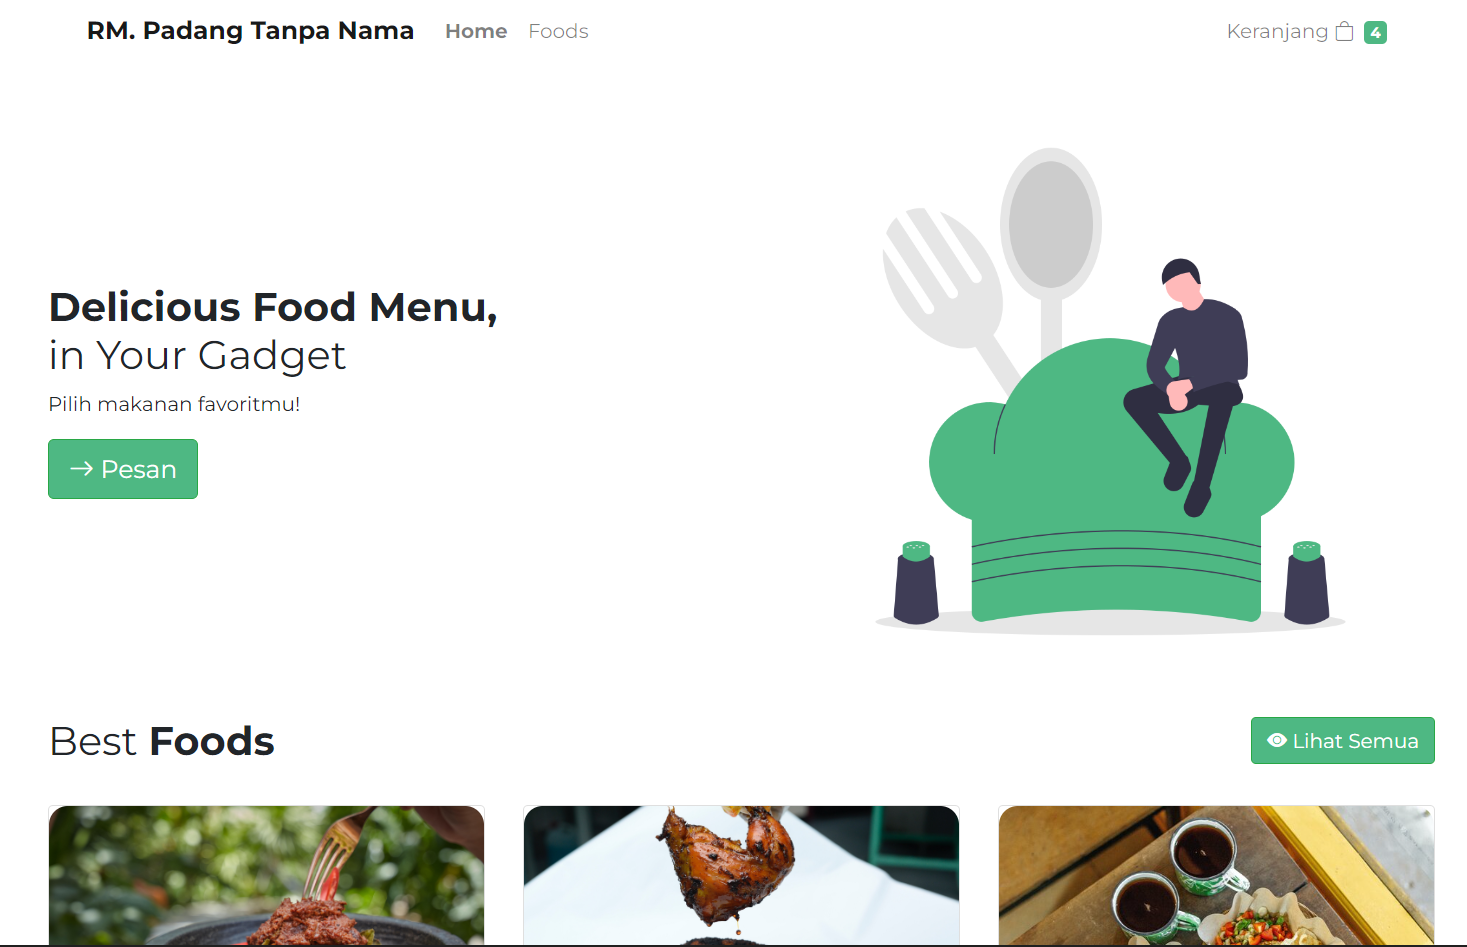 RM. Padang Tanpa Nama Home Foods Keranjang 4
Delicious Food Menu,
in Your Gadget
Pilih makanan favoritmu!
Pesan
Best Foods
Lihat Semua